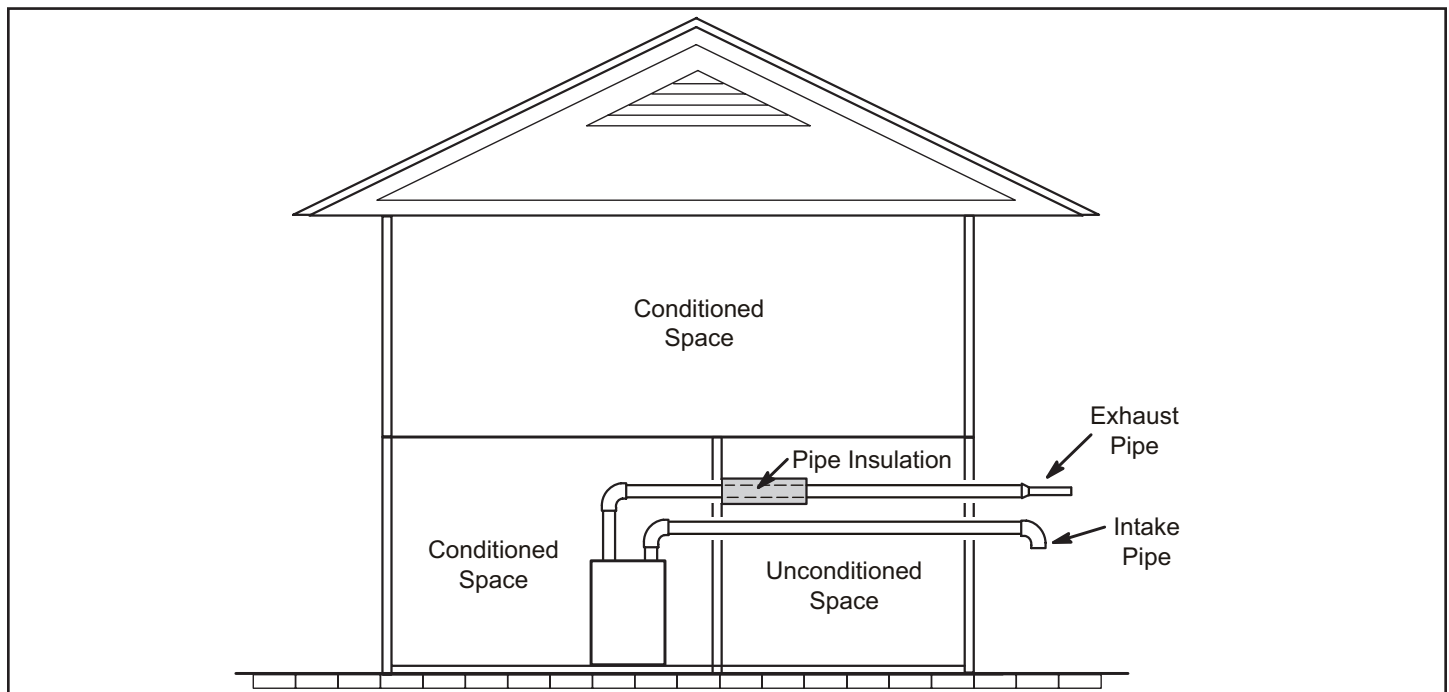 Conditioned
Space
Exhaust
Pipe
Pipe Insulation
Intake
Pipe
Conditioned
Space
Unconditioned
Space